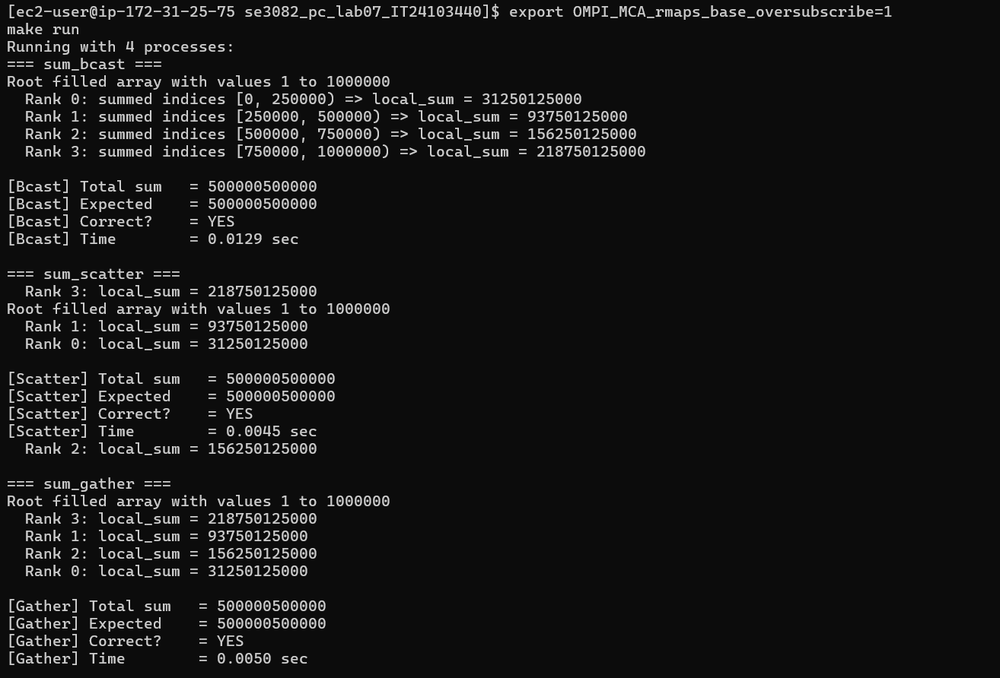 [ec2-user@ip-172-31-25-75 se3082_pc_lab07_IT24103440]$ export OMPI_MCA_rmaps_base_oversubscribe=1
make run
Running with 4 processes:
=== sum_bcast ===
Root filled array with values 1 to 1000000
  Rank 0: summed indices [0, 250000) => local_sum = 31250125000
  Rank 1: summed indices [250000, 500000) => local_sum = 93750125000
  Rank 2: summed indices [500000, 750000) => local_sum = 156250125000
  Rank 3: summed indices [750000, 1000000) => local_sum = 218750125000

[Bcast] Total sum   = 500000500000
[Bcast] Expected    = 500000500000
[Bcast] Correct?    = YES
[Bcast] Time        = 0.0129 sec

=== sum_scatter ===
  Rank 3: local_sum = 218750125000
Root filled array with values 1 to 1000000
  Rank 1: local_sum = 93750125000
  Rank 0: local_sum = 31250125000

[Scatter] Total sum   = 500000500000
[Scatter] Expected    = 500000500000
[Scatter] Correct?    = YES
[Scatter] Time        = 0.0045 sec
  Rank 2: local_sum = 156250125000

=== sum_gather ===
Root filled array with values 1 to 1000000
  Rank 3: local_sum = 218750125000
  Rank 1: local_sum = 93750125000
  Rank 2: local_sum = 156250125000
  Rank 0: local_sum = 31250125000

[Gather] Total sum   = 500000500000
[Gather] Expected    = 500000500000
[Gather] Correct?    = YES
[Gather] Time        = 0.0050 sec